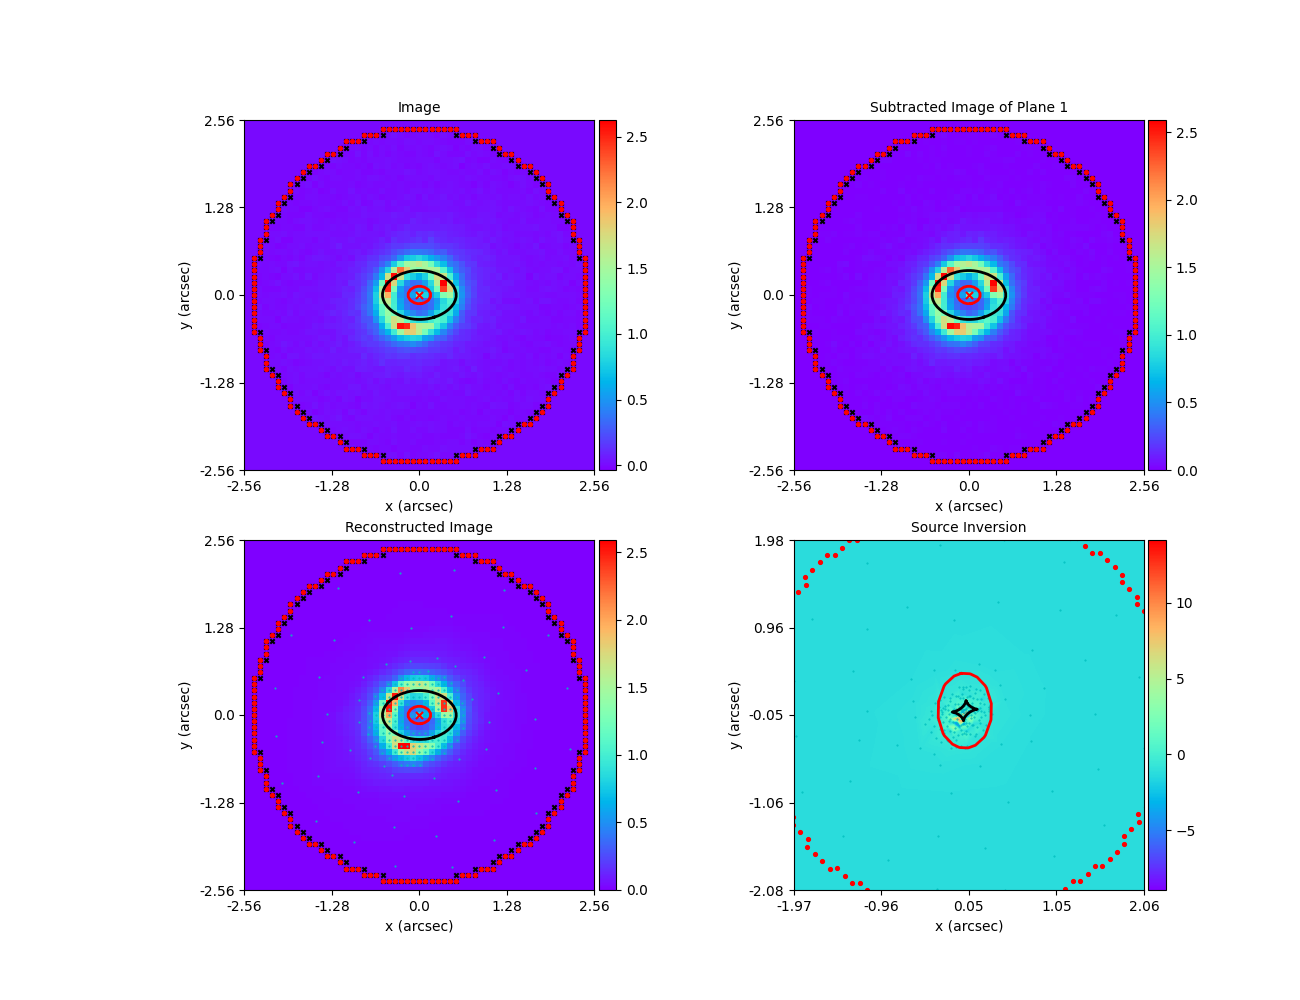 Image
2.56
1.28
0.0
-1.28
-2.56
y (arcsec)
-2.56 -1.28 0.0 1.28 2.56
x (arcsec)
2.5
2.0
1.5
1.0
0.5
0.0
Subtracted Image of Plane 1
2.56
1.28
0.0
-1.28
-2.56
y (arcsec)
-2.56 -1.28 0.0 1.28 2.56
x (arcsec)
2.5
2.0
1.5
1.0
0.5
0.0
Reconstructed Image
2.56
1.28
0.0
-1.28
-2.56
y (arcsec)
-2.56 -1.28 0.0 1.28 2.56
x (arcsec)
2.5
2.0
1.5
1.0
0.5
0.0
Source Inversion
1.98
0.96
-0.05
-1.06
-2.08
y (arcsec)
-1.97 -0.96 0.05 1.05 2.06
x (arcsec)
10
5
0
−5